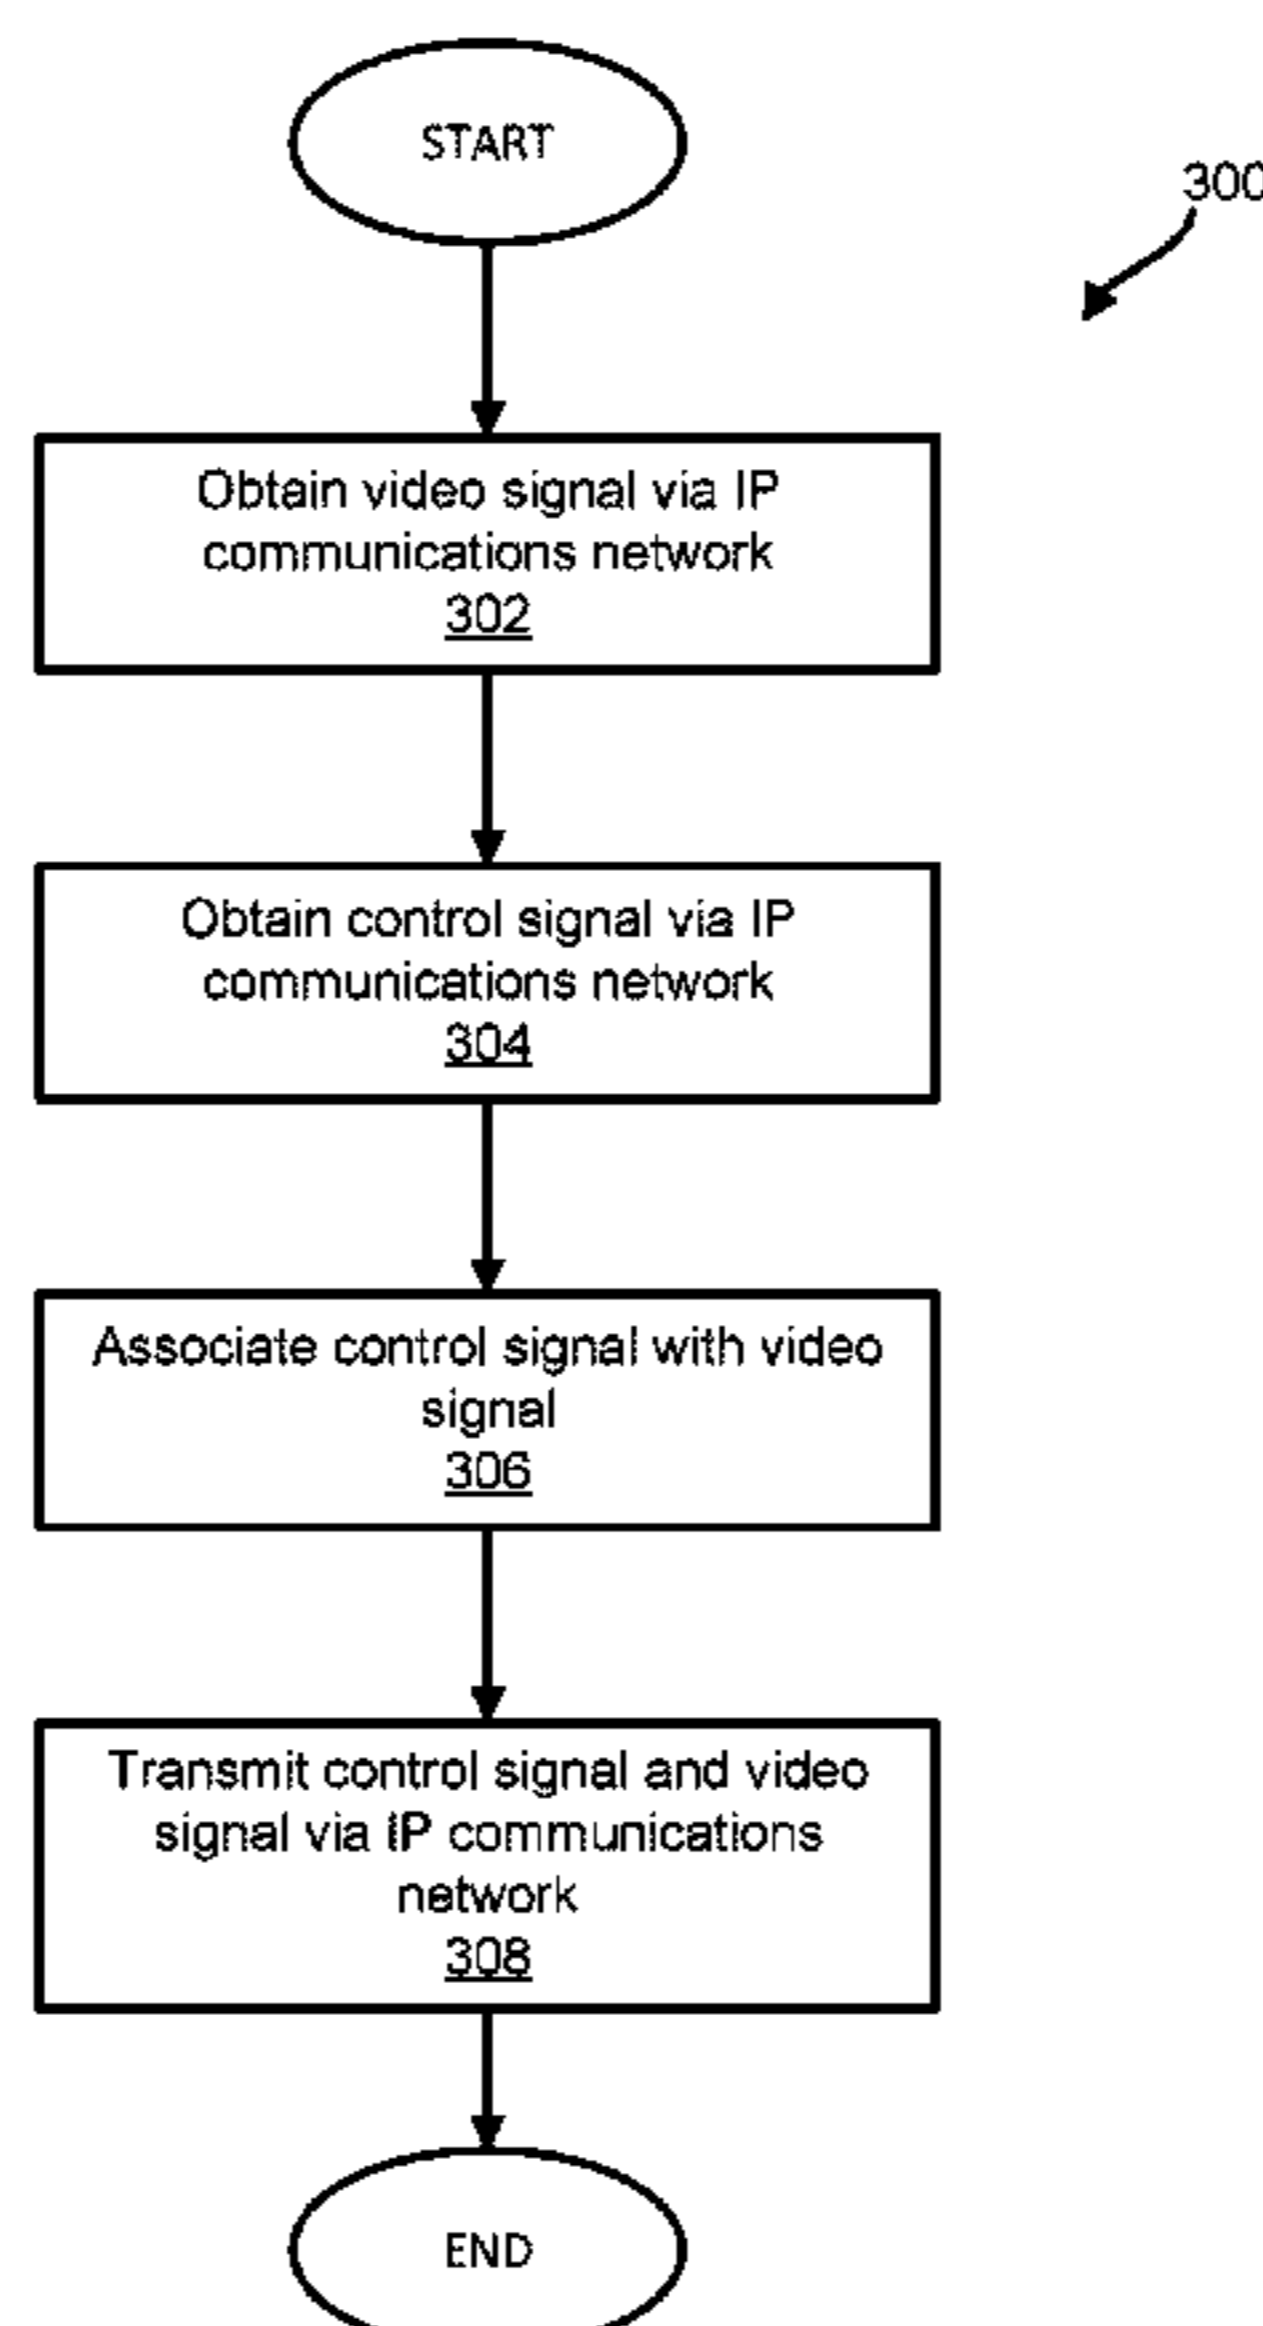 START
300
Obtain video signal via IP
communications network
302
Obtain control signal via IP
communications network
304
Associate control signal with video
signal
306
Transmit control signal and video
signal via IP communications
network
308
END